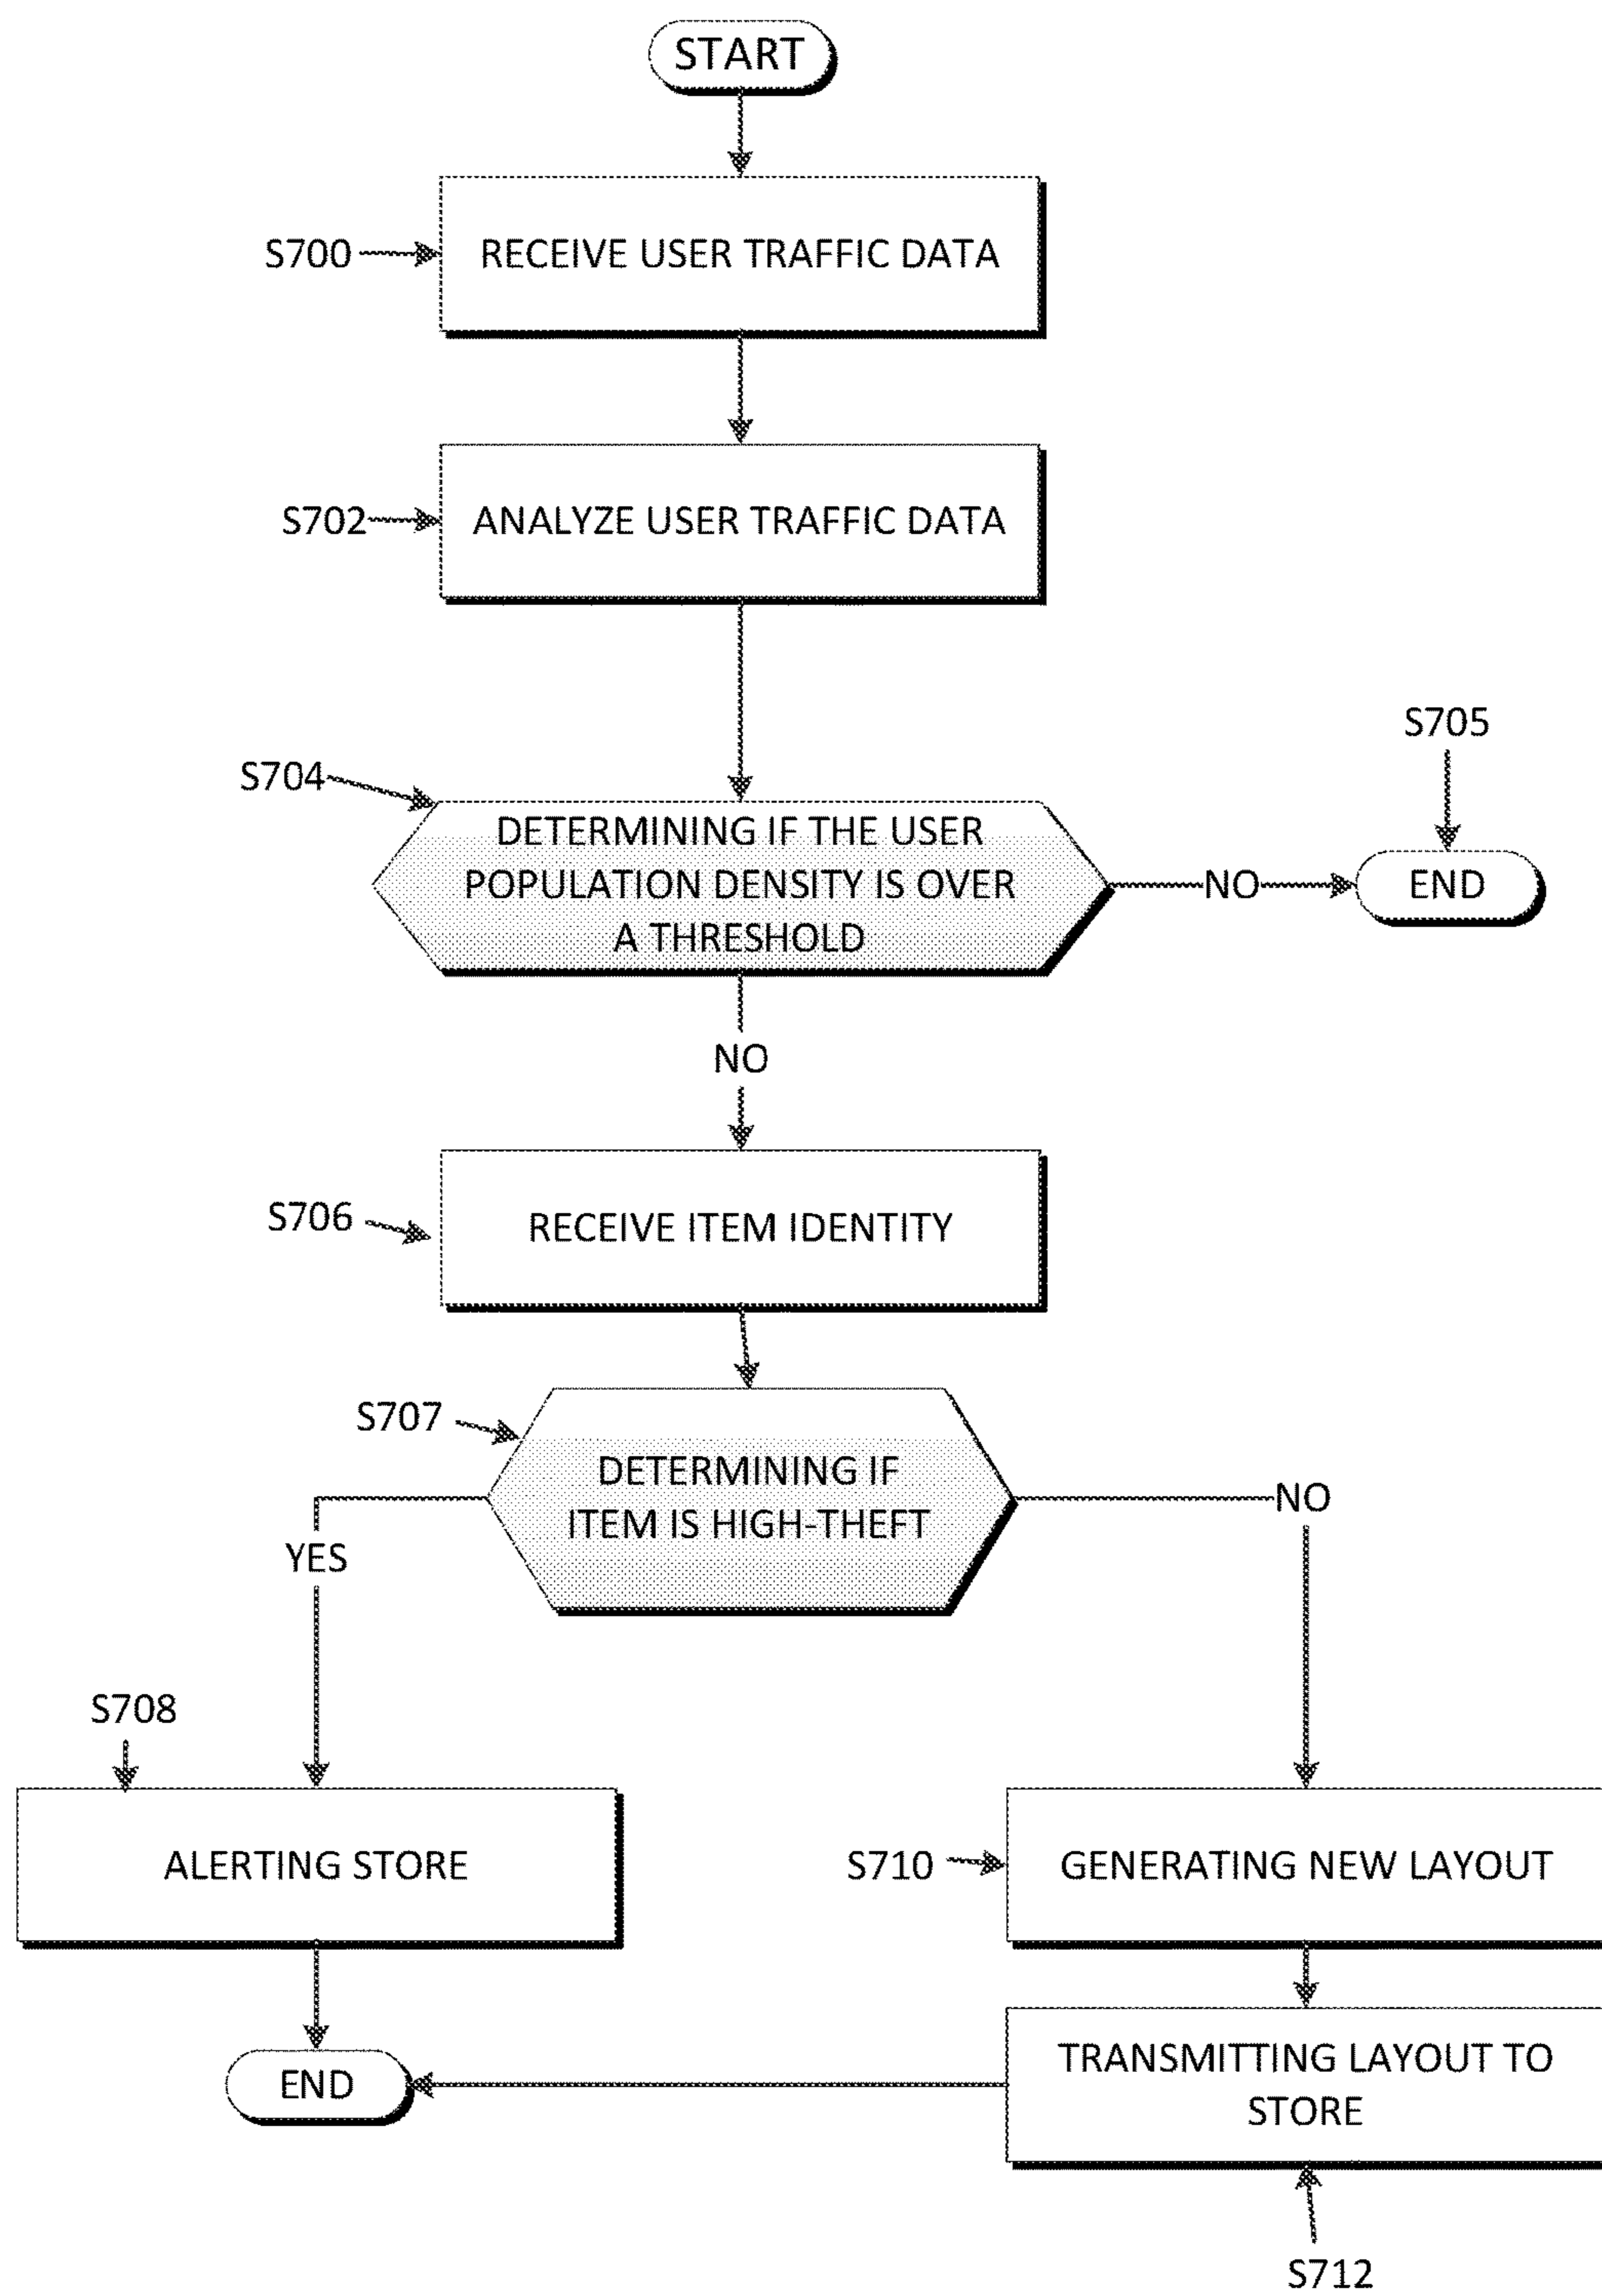 START
S700
RECEIVE USER TRAFFIC DATA
S702
ANALYZE USER TRAFFIC DATA
S705
S704
DETERMINING IF THE USER
POPULATION DENSITY IS OVER
A THRESHOLD
NO
END
NO
S706
RECEIVE ITEM IDENTITY
S707
DETERMINING IF
ITEM IS HIGH-THEFT
NO
YES
S708
ALERTING STORE
S710
GENERATING NEW LAYOUT
END
TRANSMITTING LAYOUT TO
STORE
S712